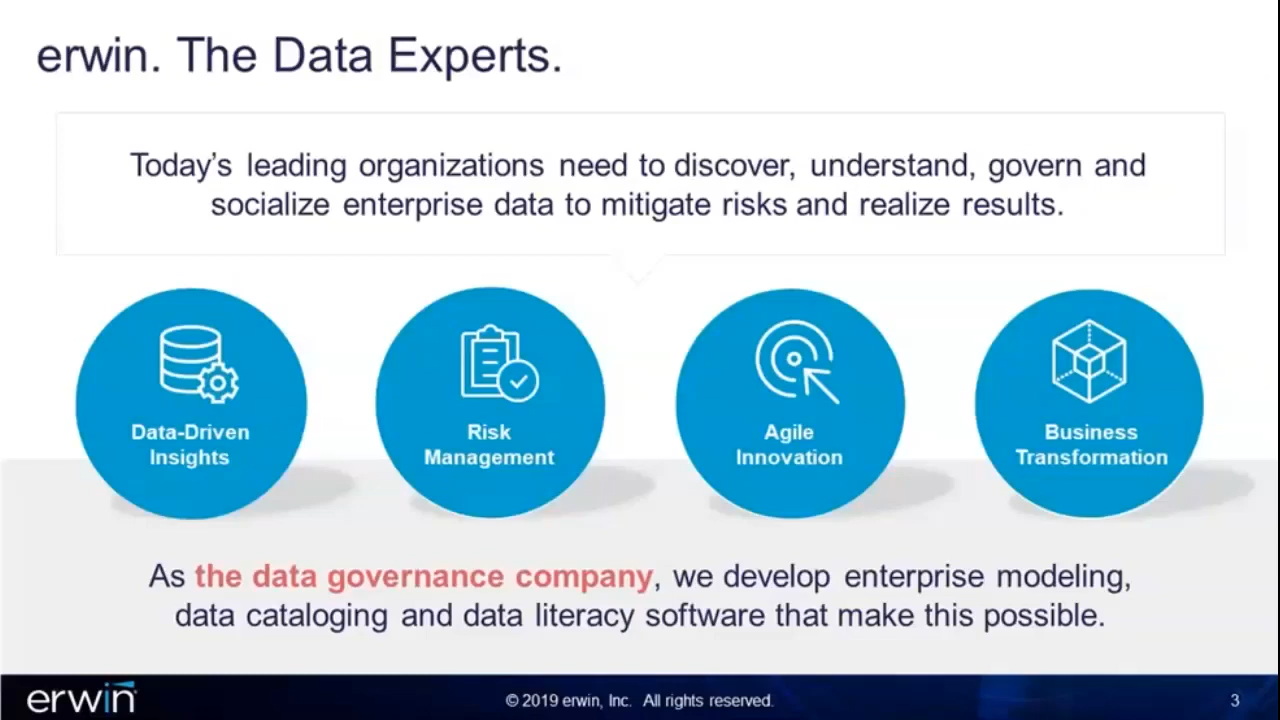 erwin. The Data Experts.
Today's leading organizations need to discover, understand, govern and
socialize enterprise data to mitigate risks and realize results.
Data-Driven
Insights
Risk
Management
Agile
Innovation
Business
Transformation
As the data governance company, we develop enterprise modeling,
data cataloging and data literacy software that make this possible.
erwin
© 2019 erwin, Inc. All rights reserved.
3